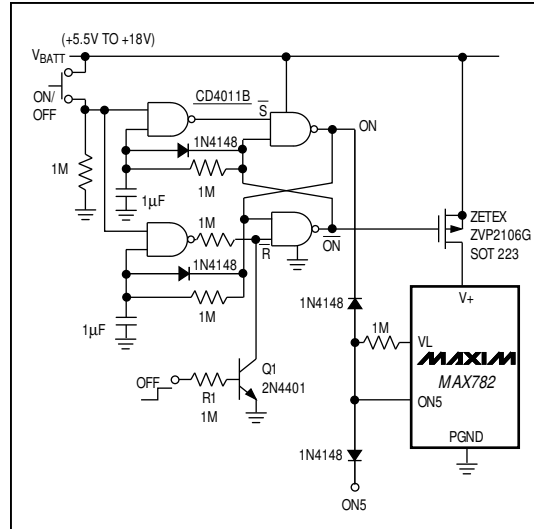 (+5.5V TO +18V)
VBATT
ON/
OFF
CD4011B
S
ON
1N4148
1M
1M
1µF
1M
ON
R
1N4148
1M
1µF
ZETEX
ZVP2106G
SOT 223
V+
1N4148
1M
VL
MAXIM
MAX782
ON5
PGND
OFF
R1
1M
Q1
2N4401
1N4148
ON5